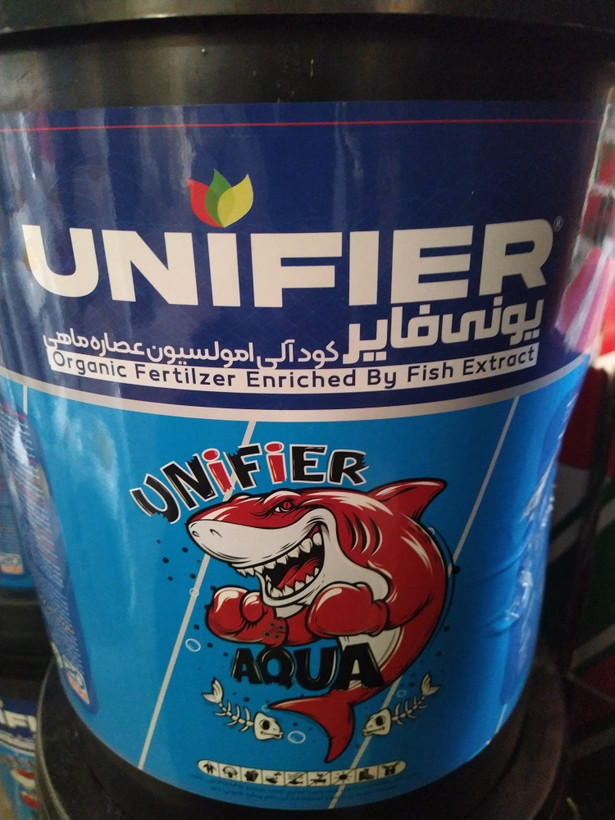 UNIFIER®
یونی‌فایر کود آلی امولسیون عصاره ماهی
Organic Fertilzer Enriched By Fish Extract
UNiFiER
AQUA